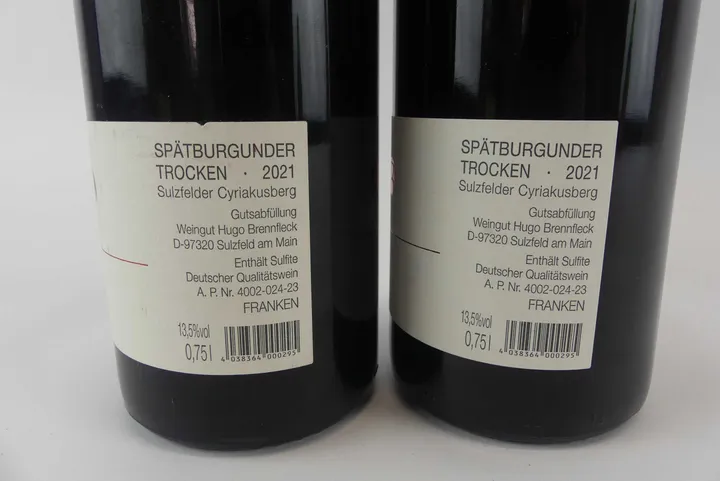 SPÄTBURGUNDER
TROCKEN · 2021
Sulzfelder Cyriakusberg
Gutsabfüllung
Weingut Hugo Brennfleck
D-97320 Sulzfeld am Main
Enthält Sulfite
Deutscher Qualitätswein
A. P. Nr. 4002-024-23
FRANKEN
13,5%vol
0,75 l
4 038364 000295
SPÄTBURGUNDER
TROCKEN · 2021
Sulzfelder Cyriakusberg
Gutsabfüllung
Weingut Hugo Brennfleck
D-97320 Sulzfeld am Main
Enthält Sulfite
Deutscher Qualitätswein
A. P. Nr. 4002-024-23
FRANKEN
13,5%vol
0,75 l
4 038364 000295